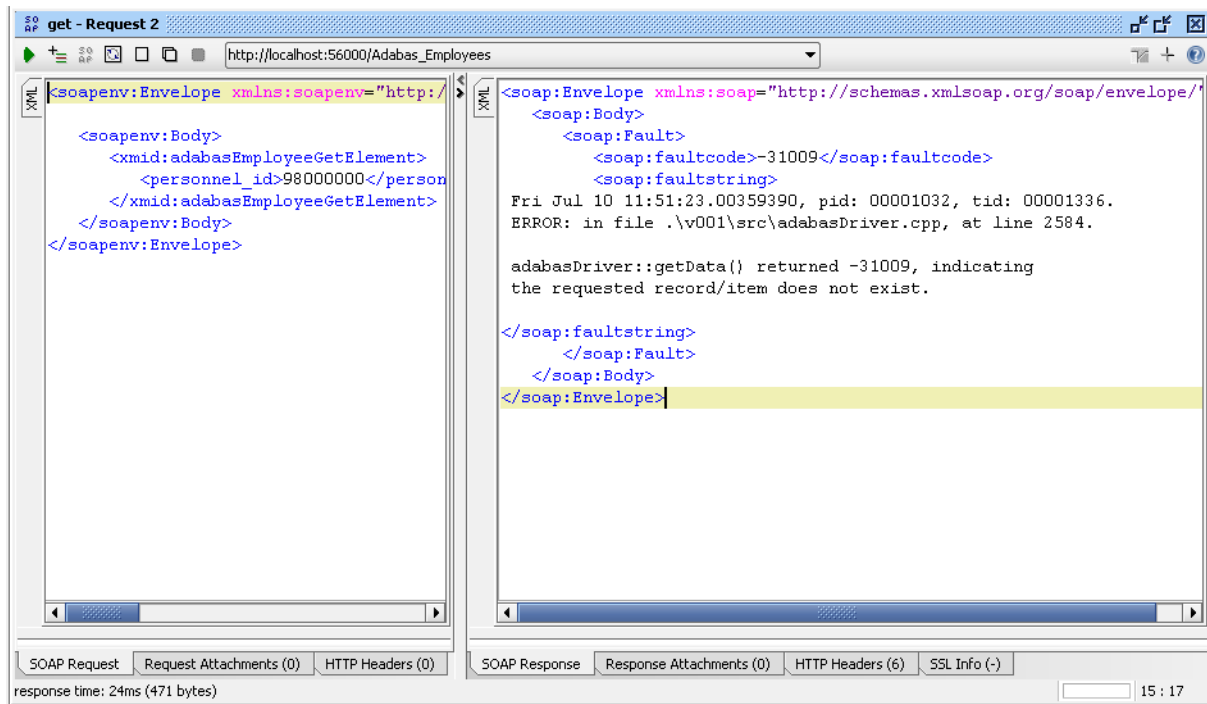 SO AP get - Request 2
SO AP http://localhost:56000/Adabas_Employees
XML
<soapenv:Envelope xmlns:soapenv="http:/
<soapenv:Body>
<xmid:adabasEmployeeGetElement>
<personnel_id>98000000</person
</xmid:adabasEmployeeGetElement>
</soapenv:Body>
</soapenv:Envelope>
XML
<soap:Envelope xmlns:soap="http://schemas.xmlsoap.org/soap/envelope/"
<soap:Body>
<soap:Fault>
<soap:faultcode>-31009</soap:faultcode>
<soap:faultstring>
Fri Jul 10 11:51:23.00359390, pid: 00001032, tid: 00001336.
ERROR: in file .\v001\src\adabasDriver.cpp, at line 2584.
adabasDriver::getData() returned -31009, indicating
the requested record/item does not exist.
</soap:faultstring>
</soap:Fault>
</soap:Body>
</soap:Envelope>
SOAP Request Request Attachments (0) HTTP Headers (0)
SOAP Response Response Attachments (0) HTTP Headers (6) SSL Info (-)
response time: 24ms (471 bytes)
15 : 17